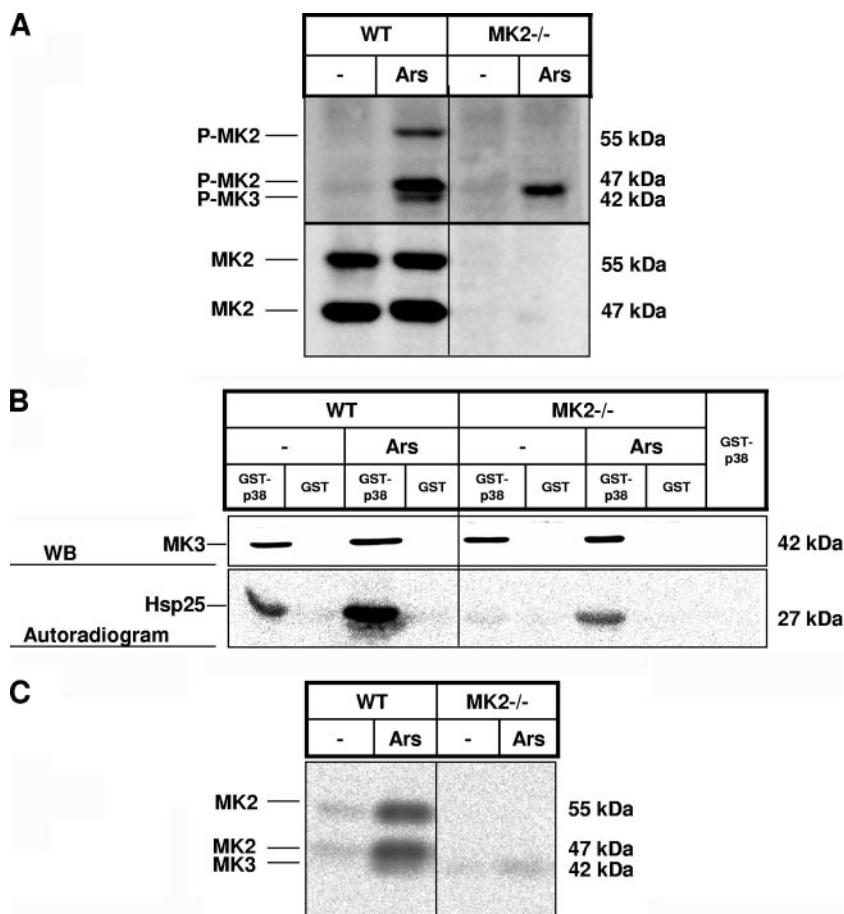 A
WT MK2-/-
- Ars - Ars
P-MK2 55 kDa
P-MK2 47 kDa
P-MK3 42 kDa
MK2 55 kDa
MK2 47 kDa
B
WT MK2-/- GST-p38
- Ars - Ars
GST-p38 GST GST-p38 GST GST-p38 GST GST-p38 GST
WB MK3 42 kDa
Hsp25 27 kDa
Autoradiogram
C
WT MK2-/-
- Ars - Ars
MK2 55 kDa
MK2 47 kDa
MK3 42 kDa